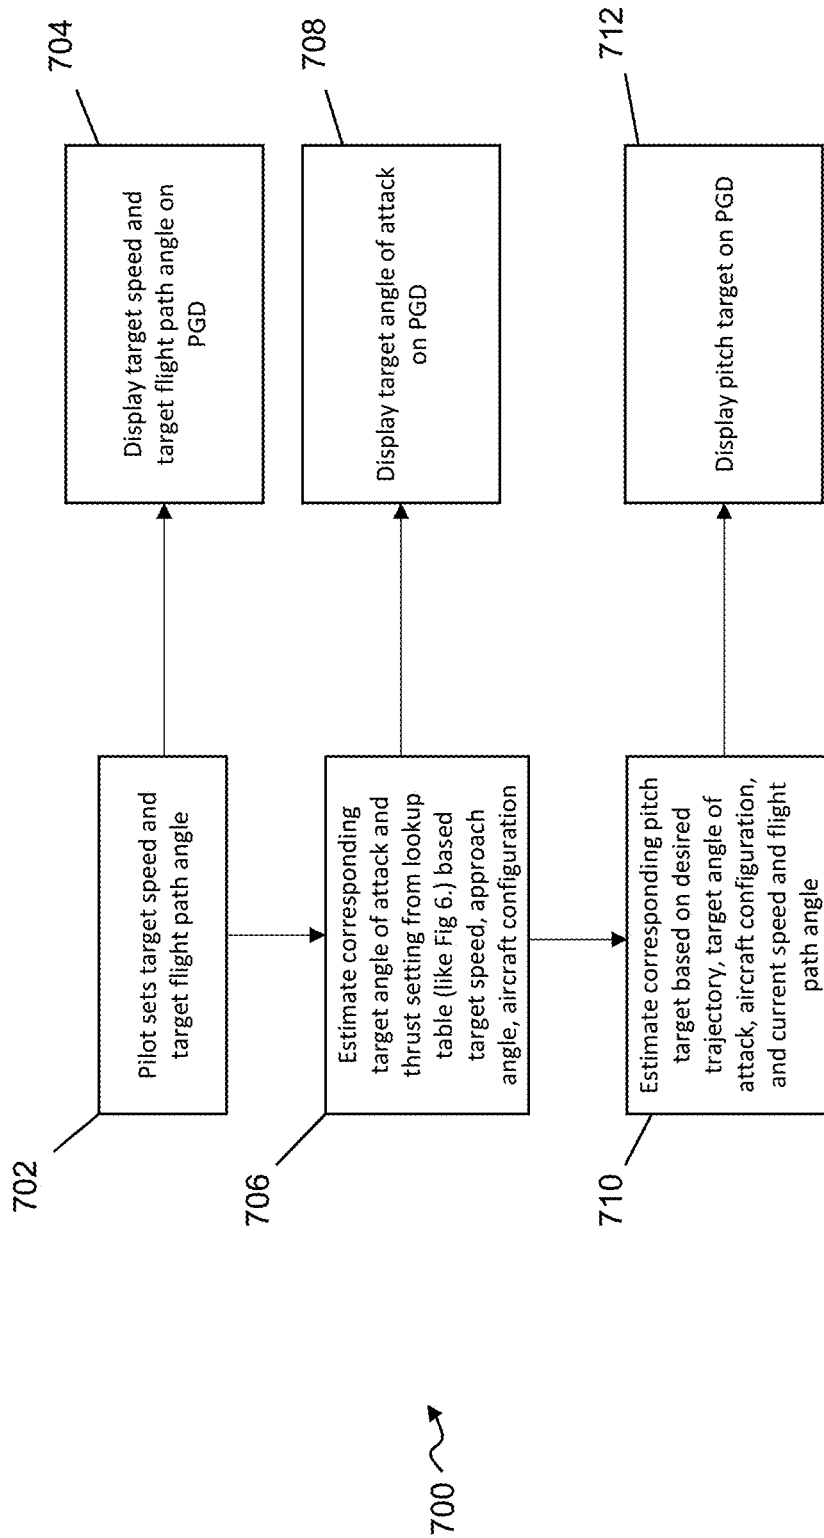 700
702
Pilot sets target speed and
target flight path angle
704
Display target speed and
target flight path angle on
PGD
706
Estimate corresponding
target angle of attack and
thrust setting from lookup
table (like Fig 6.) based
target speed, approach
angle, aircraft configuration
708
Display target angle of attack
on PGD
710
Estimate corresponding pitch
target based on desired
trajectory, target angle of
attack, aircraft configuration,
and current speed and flight
path angle
712
Display pitch target on PGD